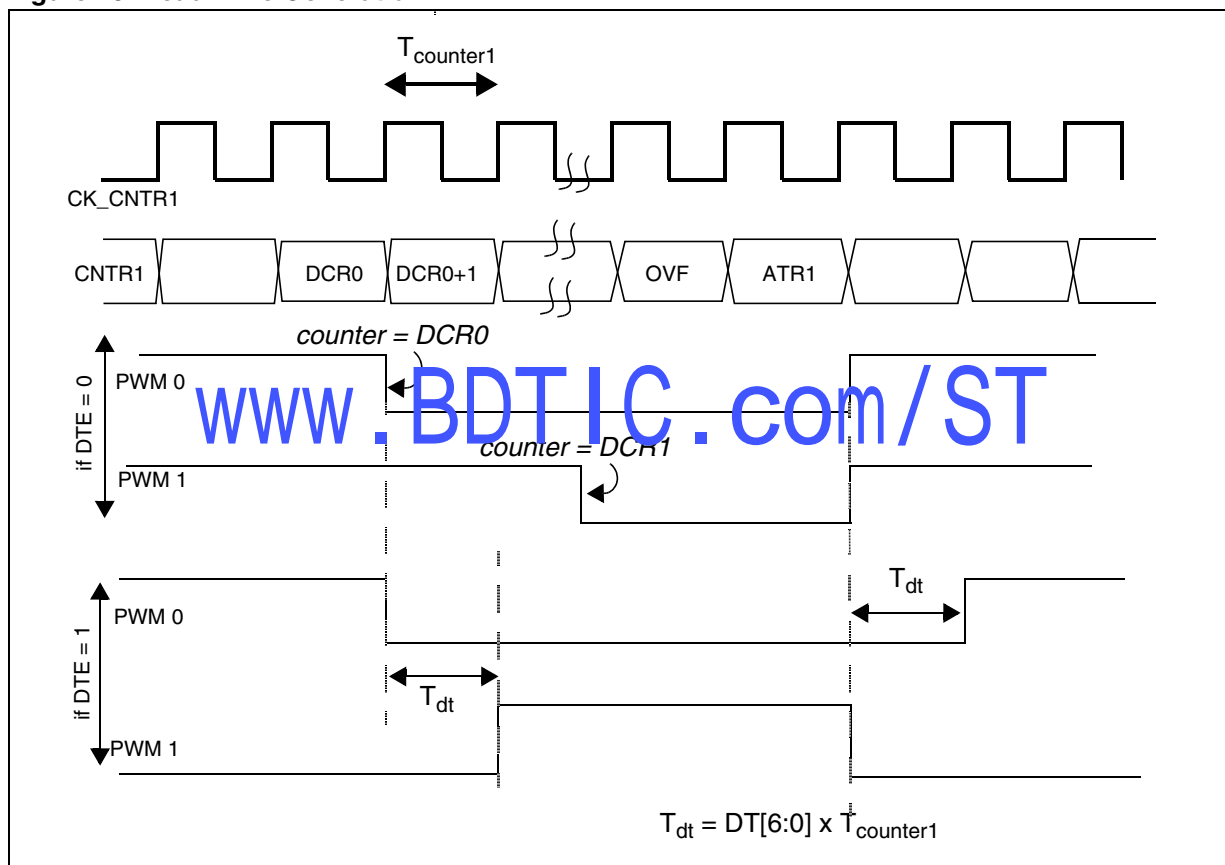 T counter1
CK_CNTR1
CNTR1
DCR0
DCR0+1
OVF
ATR1
counter = DCR0
if DTE = 0
PWM 0
www.BDTIC.com/ST
counter = DCR1
PWM 1
if DTE = 1
PWM 0
Tdt
Tdt
PWM 1
Tdt = DT[6:0] x Tcounter1